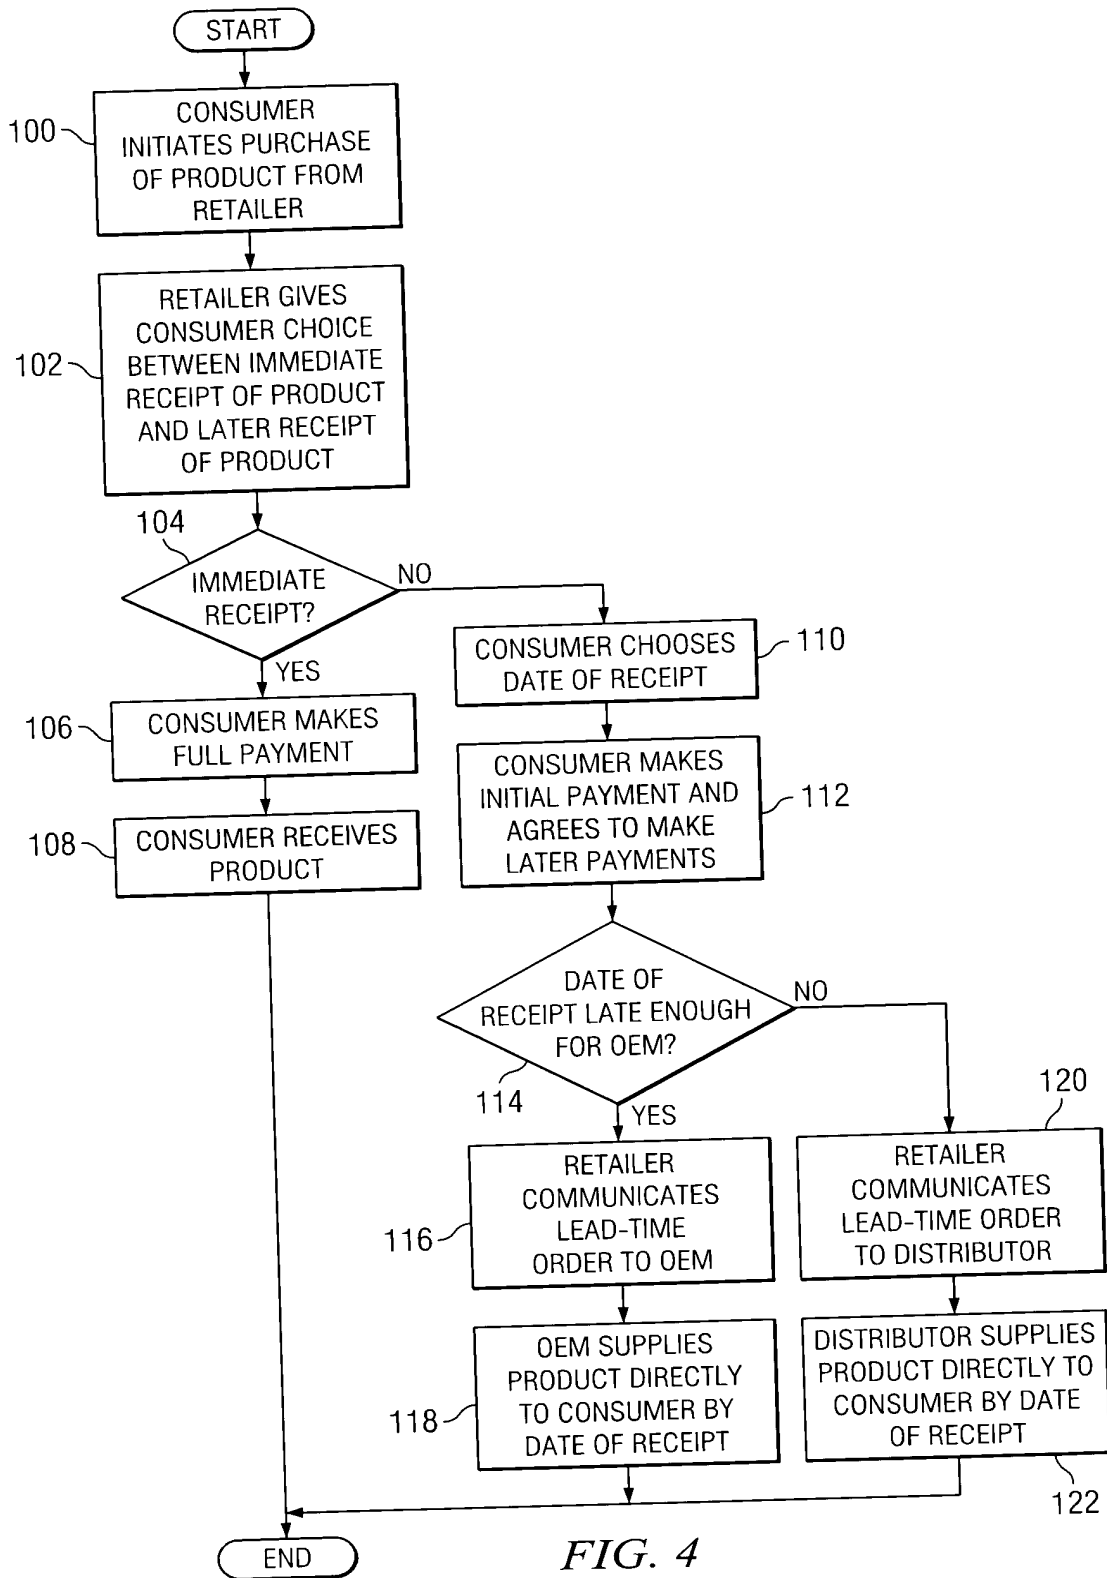 START
100
CONSUMER
INITIATES PURCHASE
OF PRODUCT FROM
RETAILER
102
RETAILER GIVES
CONSUMER CHOICE
BETWEEN IMMEDIATE
RECEIPT OF PRODUCT
AND LATER RECEIPT
OF PRODUCT
104
IMMEDIATE
RECEIPT?
NO
YES
106
CONSUMER MAKES
FULL PAYMENT
108
CONSUMER RECEIVES
PRODUCT
CONSUMER CHOOSES
DATE OF RECEIPT
110
CONSUMER MAKES
INITIAL PAYMENT AND
AGREES TO MAKE
LATER PAYMENTS
112
DATE OF
RECEIPT LATE ENOUGH
FOR OEM?
NO
114
YES
116
RETAILER
COMMUNICATES
LEAD-TIME
ORDER TO OEM
120
RETAILER
COMMUNICATES
LEAD-TIME ORDER
TO DISTRIBUTOR
118
OEM SUPPLIES
PRODUCT DIRECTLY
TO CONSUMER BY
DATE OF RECEIPT
DISTRIBUTOR SUPPLIES
PRODUCT DIRECTLY TO
CONSUMER BY DATE
OF RECEIPT
122
END
FIG. 4